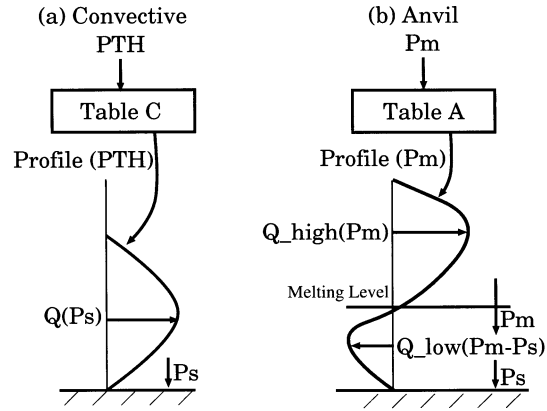 (a) Convective
PTH
Table C
Profile (PTH)
Q(Ps)
Ps
(b) Anvil
Pm
Table A
Profile (Pm)
Q_high(Pm)
Melting Level
Pm
Q_low(Pm-Ps)
Ps